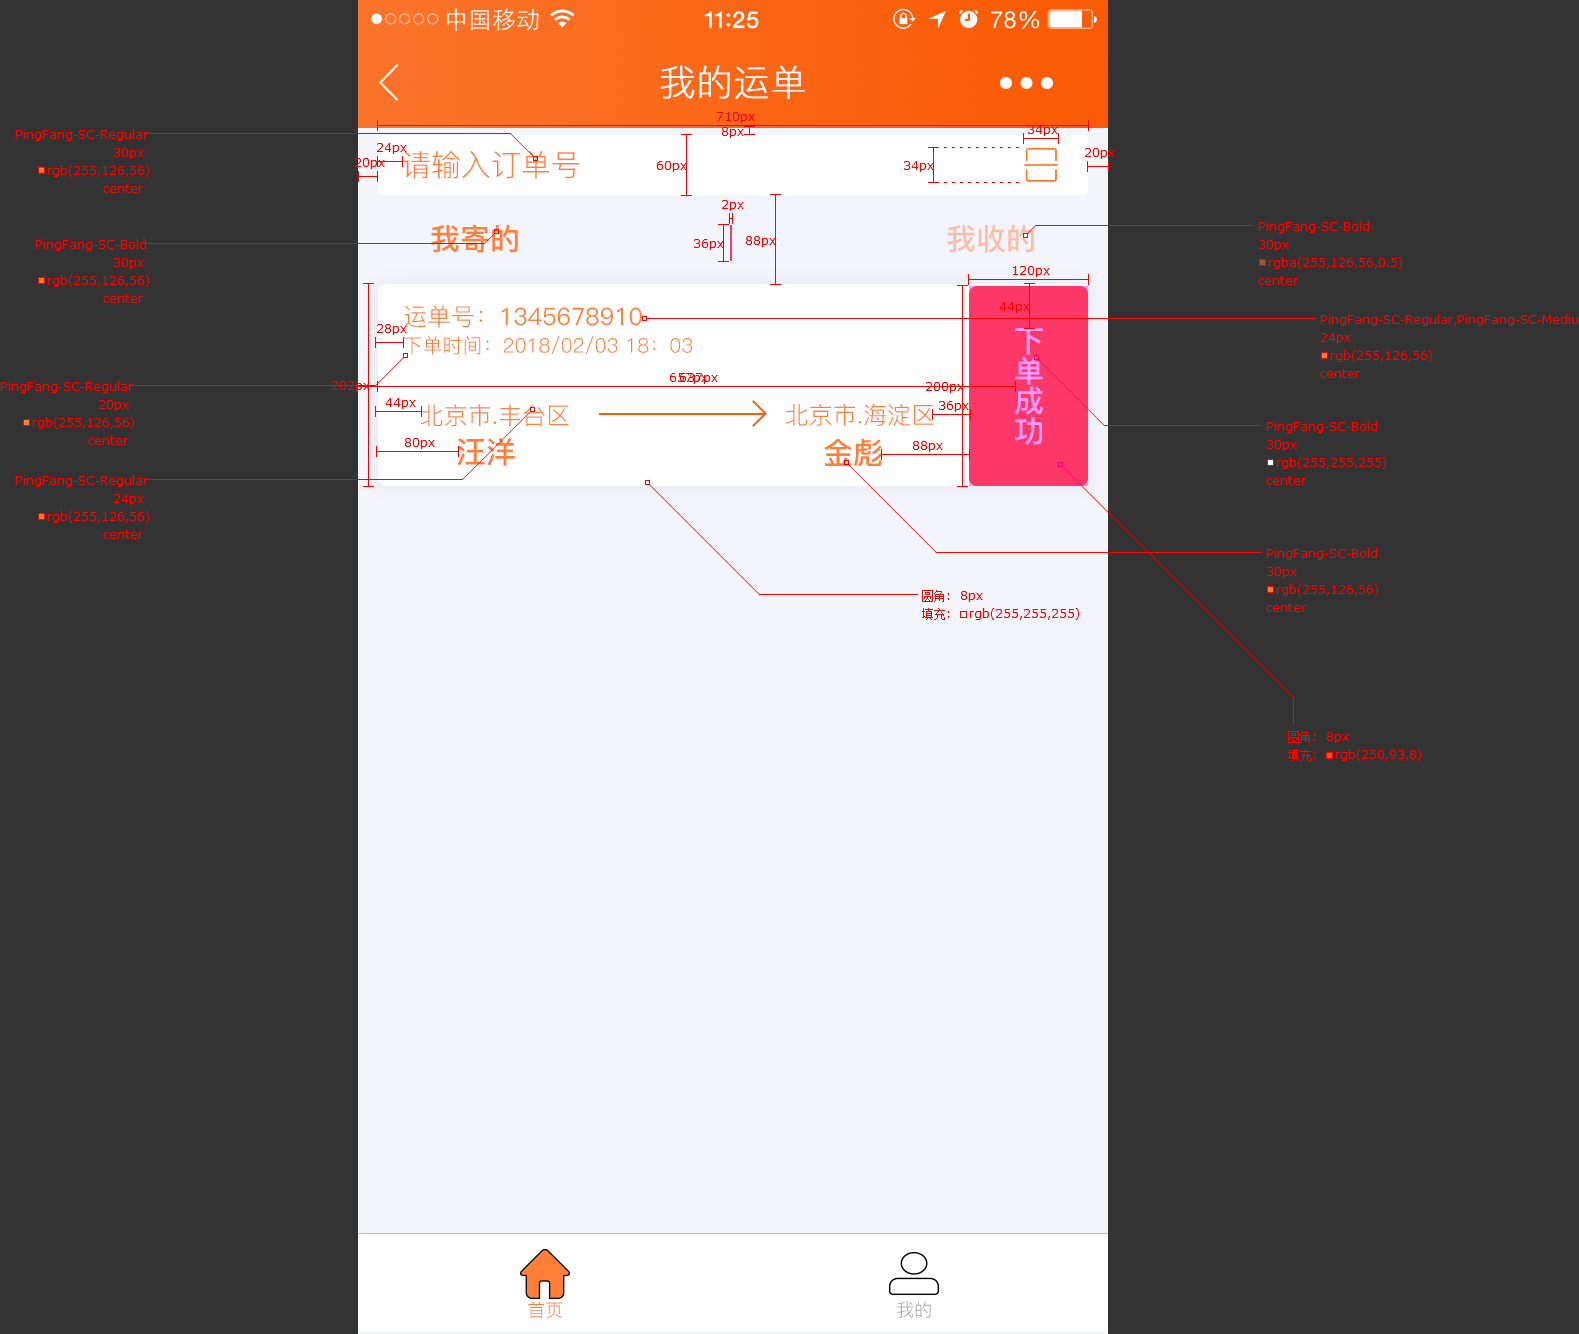 中国移动
11:25
78%
我的运单
710px
8px
34px
PingFang-SC-Regular
30px
rgb(255,126,56)
center
24px
20px
请输入订单号
60px
34px
20px
2px
36px
88px
我寄的
我收的
PingFang-SC-Bold
30px
rgb(255,126,56)
center
PingFang-SC-Bold
30px
rgba(255,126,56,0.5)
center
120px
44px
运单号：1345678910
28px
下单时间：2018/02/03 18：03
PingFang-SC-Regular,PingFang-SC-Mediu
24px
rgb(255,126,56)
center
下单成功
202px
200px
PingFang-SC-Regular
20px
rgb(255,126,56)
center
44px
36px
北京市.丰台区
北京市.海淀区
80px
88px
汪洋
金彪
PingFang-SC-Bold
30px
rgb(255,255,255)
center
PingFang-SC-Regular
24px
rgb(255,126,56)
center
PingFang-SC-Bold
30px
rgb(255,126,56)
center
圆角：8px
填充：rgb(255,255,255)
圆角：8px
填充：rgb(250,93,8)
首页
我的